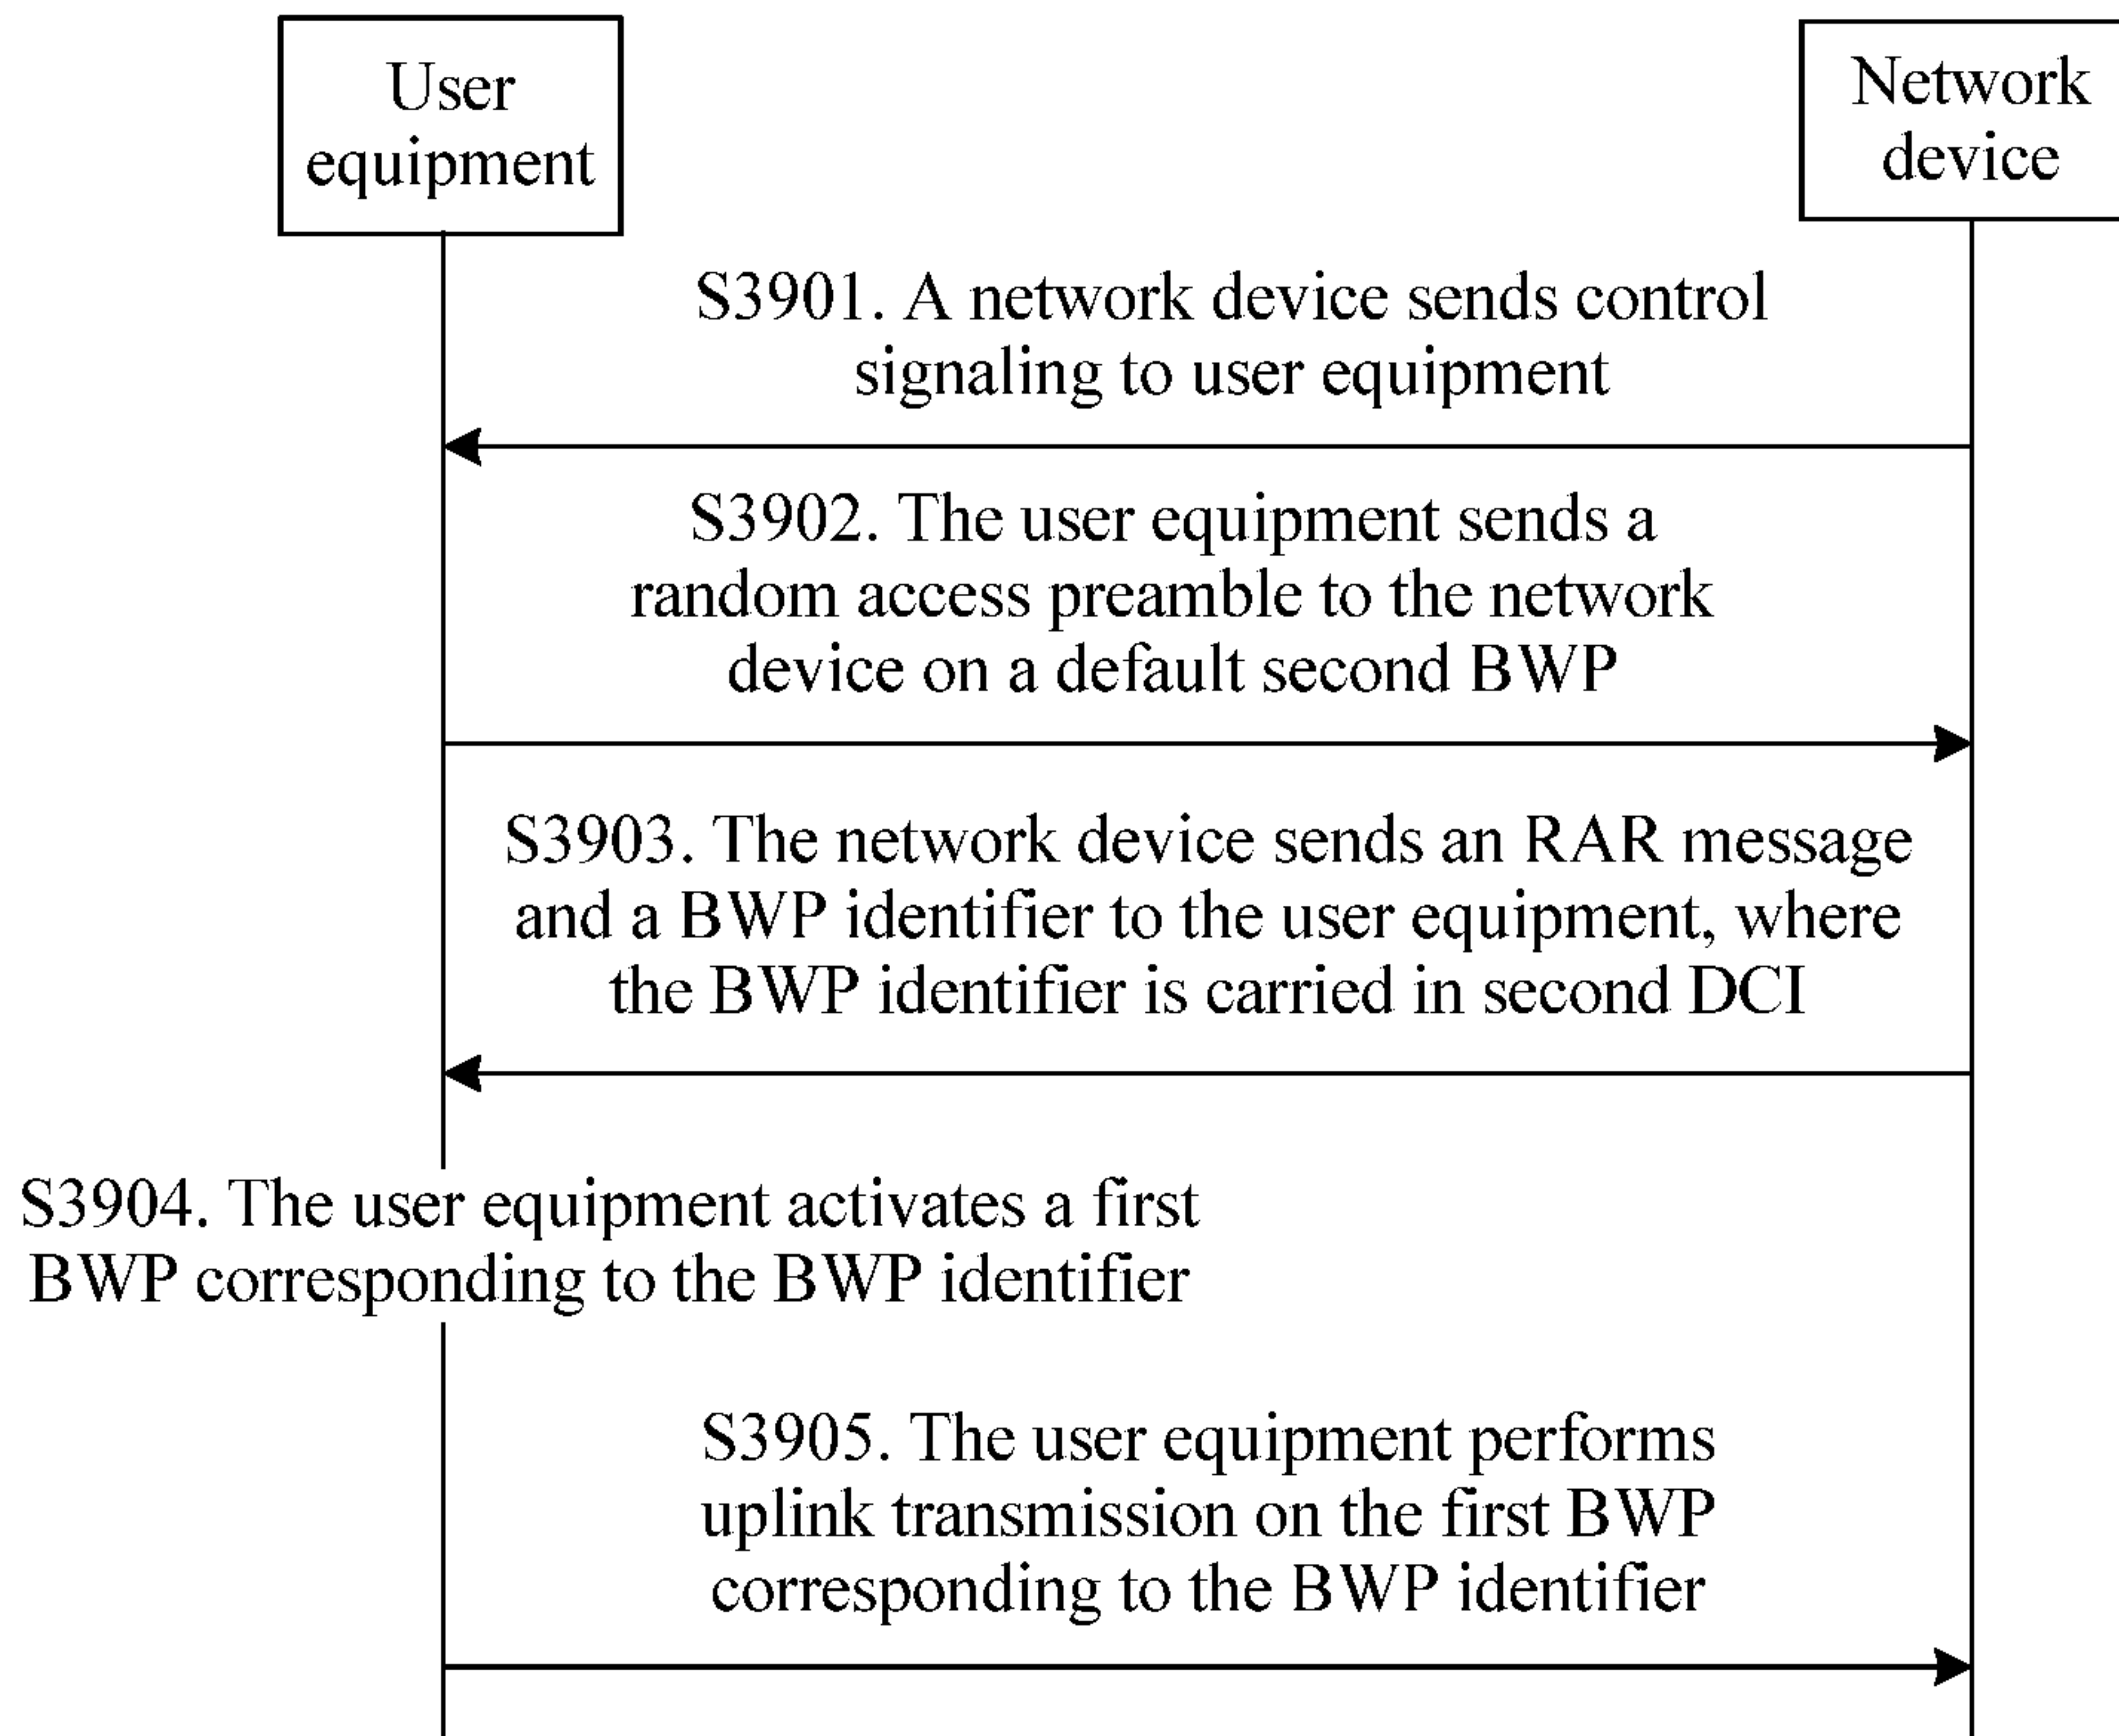 User
equipment
Network
device
S3901. A network device sends control
signaling to user equipment
S3902. The user equipment sends a
random access preamble to the network
device on a default second BWP
S3903. The network device sends an RAR message
and a BWP identifier to the user equipment, where
the BWP identifier is carried in second DCI
S3904. The user equipment activates a first
BWP corresponding to the BWP identifier
S3905. The user equipment performs
uplink transmission on the first BWP
corresponding to the BWP identifier